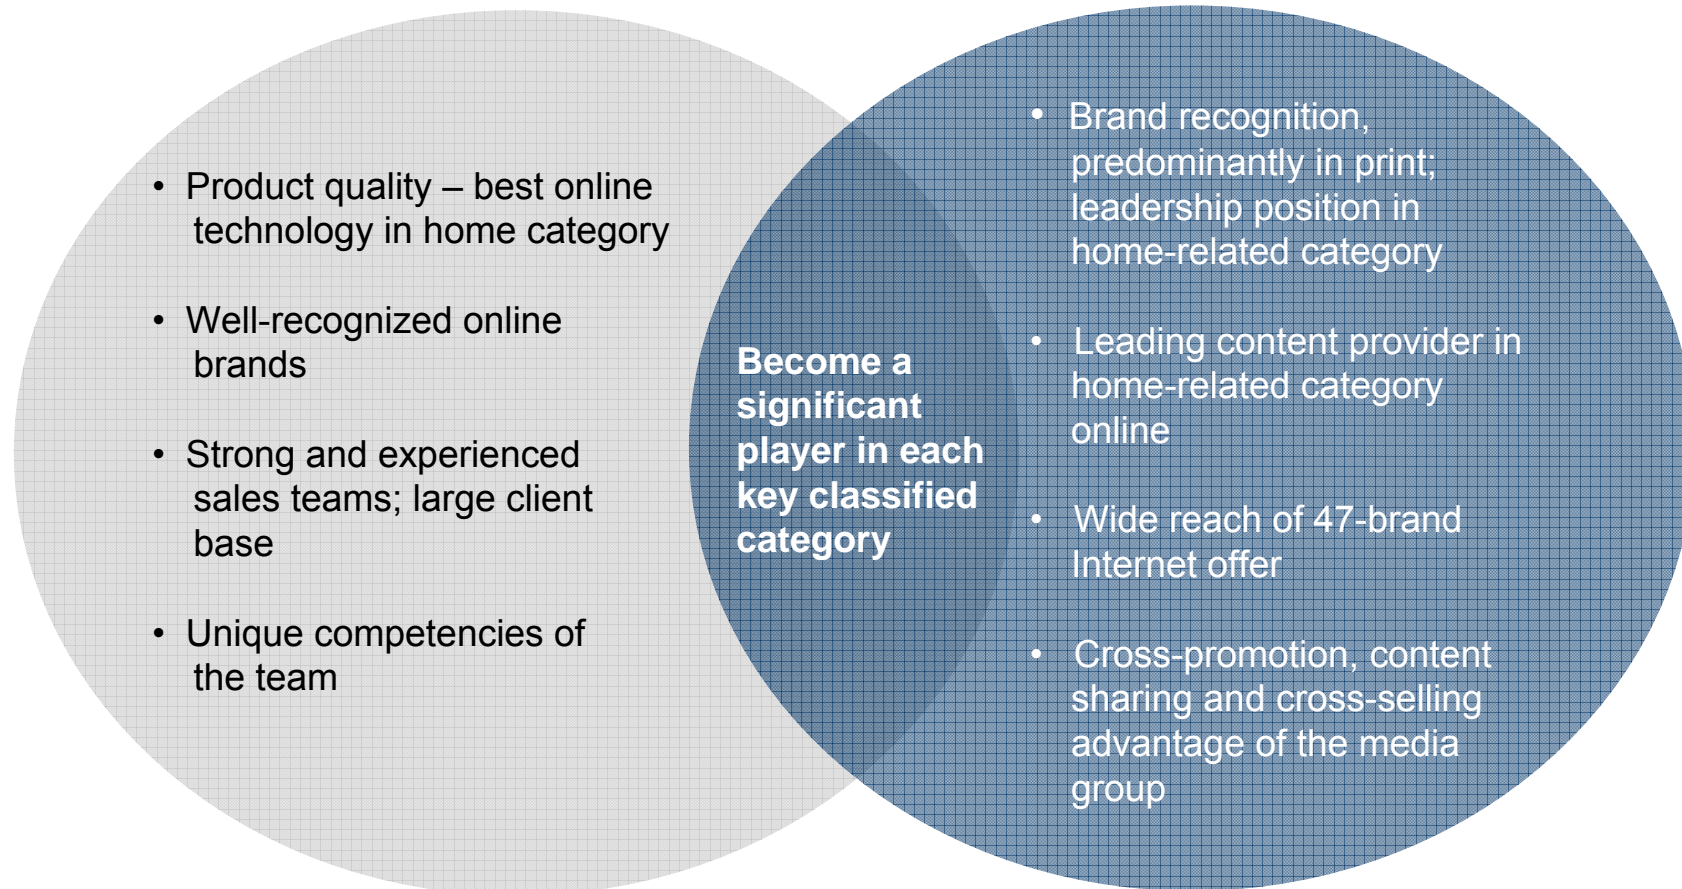 • Product quality – best online
technology in home category
• Well-recognized online
brands
• Strong and experienced
sales teams; large client
base
• Unique competencies of
the team
Become a
significant
player in each
key classified
category
• Brand recognition,
predominantly in print;
leadership position in
home-related category
• Leading content provider in
home-related category
online
• Wide reach of 47-brand
Internet offer
• Cross-promotion, content
sharing and cross-selling
advantage of the media
group